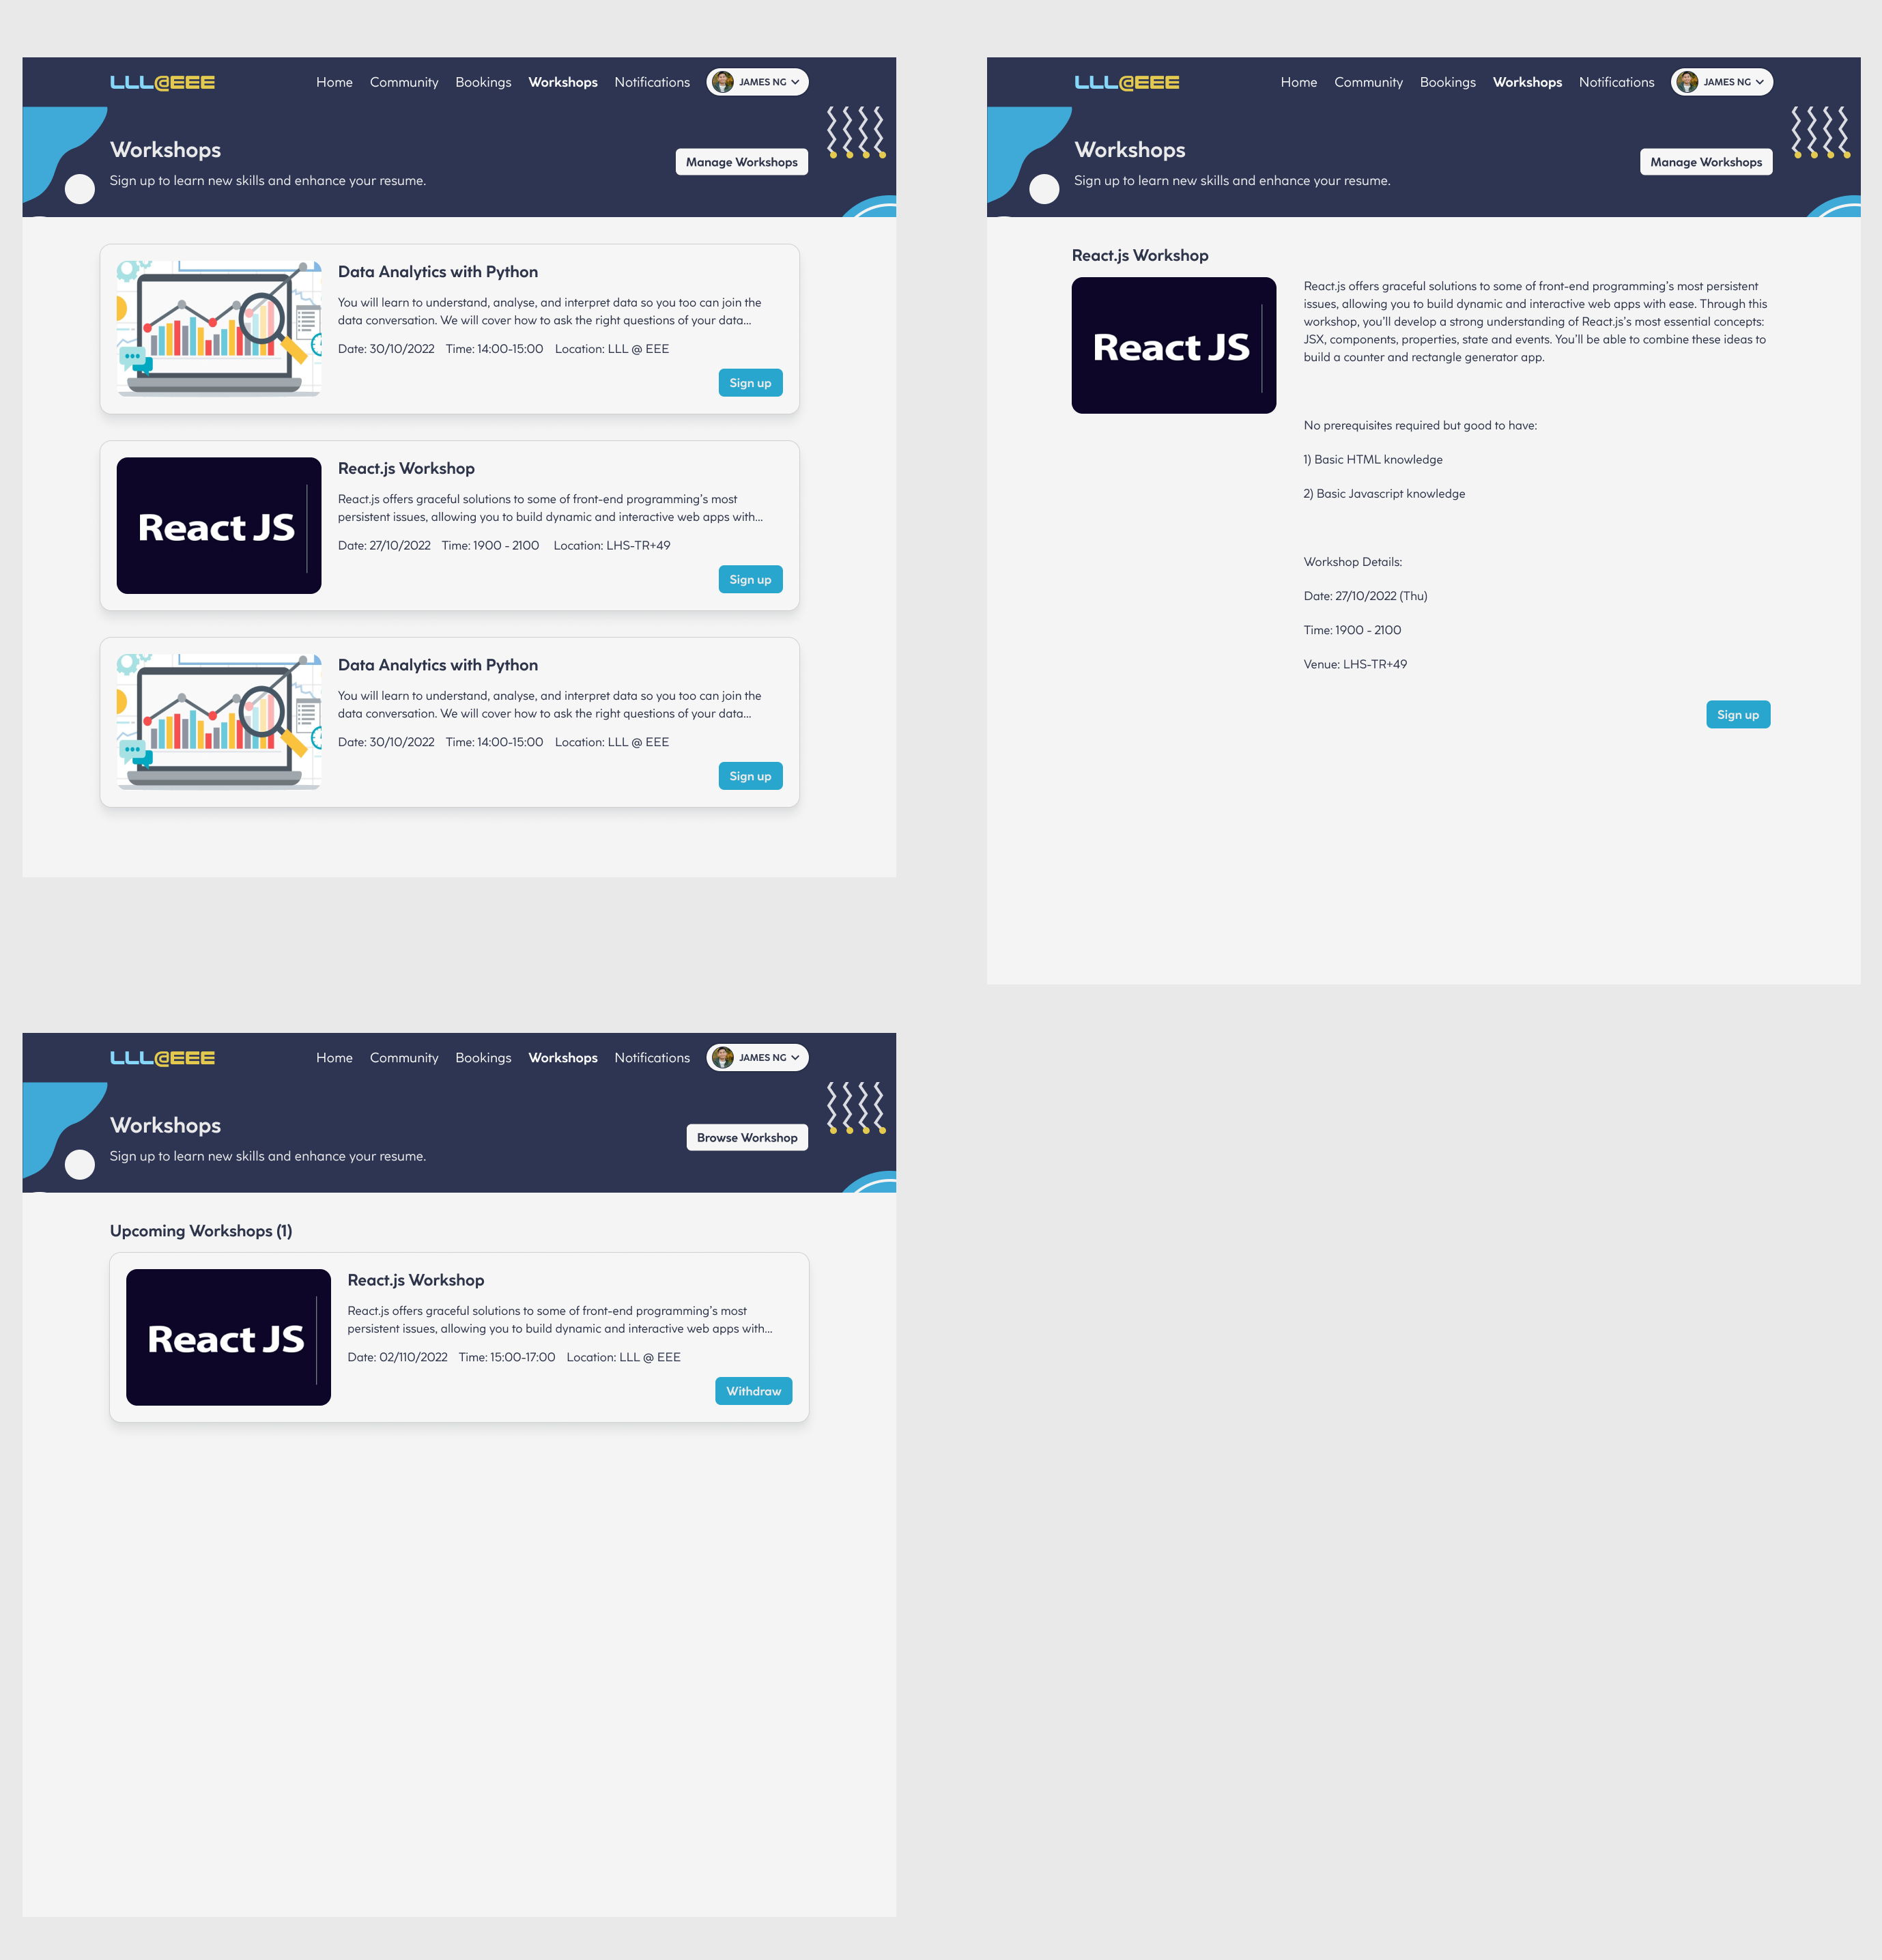 LLL@EEE
Home Community Bookings Workshops Notifications JAMES NG
Workshops
Manage Workshops
Sign up to learn new skills and enhance your resume.
Data Analytics with Python
You will learn to understand, analyse, and interpret data so you too can join the
data conversation. We will cover how to ask the right questions of your data...
Date: 30/10/2022 Time: 14:00-15:00 Location: LLL @ EEE
Sign up
React JS
React.js Workshop
React.js offers graceful solutions to some of front-end programming's most
persistent issues, allowing you to build dynamic and interactive web apps with...
Date: 27/10/2022 Time: 1900 - 2100 Location: LHS-TR+49
Sign up
Data Analytics with Python
You will learn to understand, analyse, and interpret data so you too can join the
data conversation. We will cover how to ask the right questions of your data...
Date: 30/10/2022 Time: 14:00-15:00 Location: LLL @ EEE
Sign up
LLL@EEE
Home Community Bookings Workshops Notifications JAMES NG
Workshops
Manage Workshops
Sign up to learn new skills and enhance your resume.
React.js Workshop
React JS
React.js offers graceful solutions to some of front-end programming's most persistent
issues, allowing you to build dynamic and interactive web apps with ease. Through this
workshop, you'll develop a strong understanding of React.js's most essential concepts:
JSX, components, properties, state and events. You'll be able to combine these ideas to
build a counter and rectangle generator app.
No prerequisites required but good to have:
1) Basic HTML knowledge
2) Basic Javascript knowledge
Workshop Details:
Date: 27/10/2022 (Thu)
Time: 1900 - 2100
Venue: LHS-TR+49
Sign up
LLL@EEE
Home Community Bookings Workshops Notifications JAMES NG
Workshops
Browse Workshop
Sign up to learn new skills and enhance your resume.
Upcoming Workshops (1)
React JS
React.js Workshop
React.js offers graceful solutions to some of front-end programming's most
persistent issues, allowing you to build dynamic and interactive web apps with...
Date: 02/110/2022 Time: 15:00-17:00 Location: LLL @ EEE
Withdraw